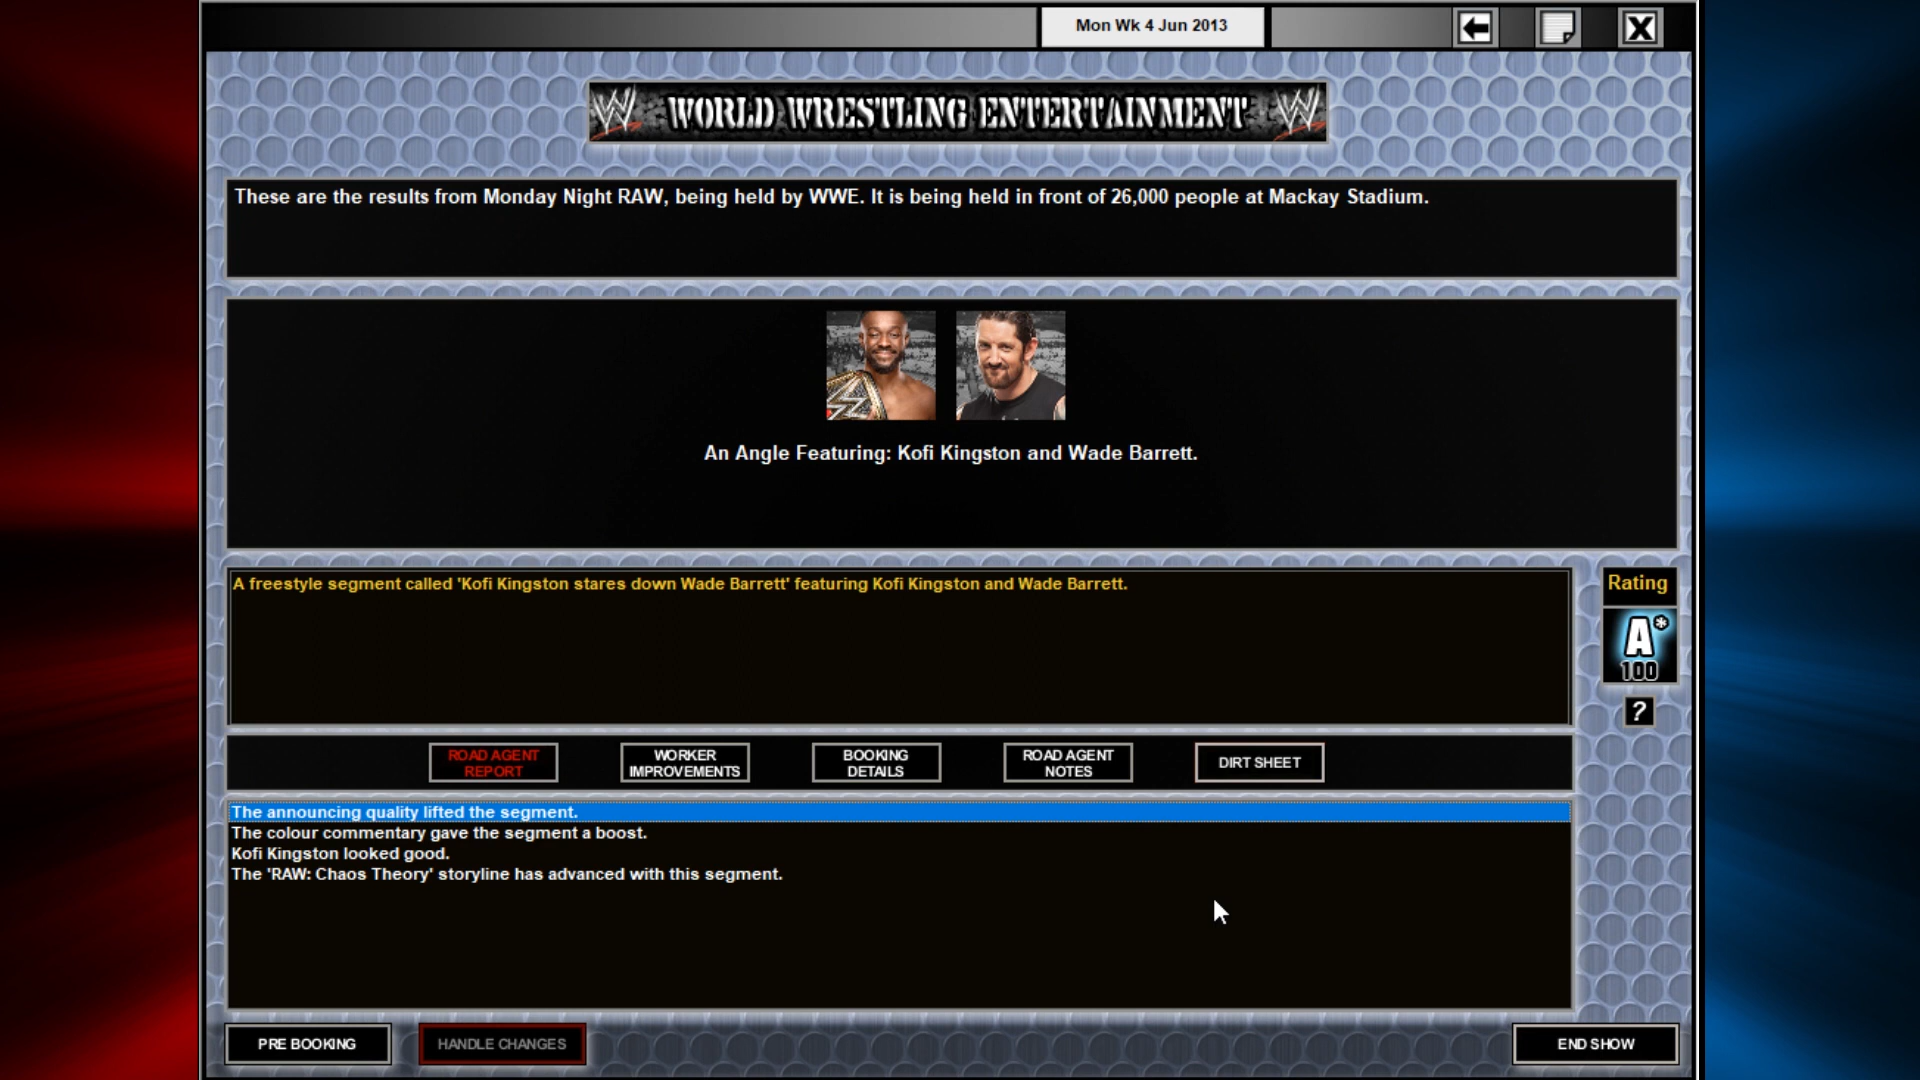 Mon Wk 4 Jun 2013
WORLD WRESTLING ENTERTAINMENT
These are the results from Monday Night RAW, being held by WWE. It is being held in front of 26,000 people at Mackay Stadium.
An Angle Featuring: Kofi Kingston and Wade Barrett.
A freestyle segment called 'Kofi Kingston stares down Wade Barrett' featuring Kofi Kingston and Wade Barrett.
Rating
A*
100
?
ROAD AGENT
REPORT
WORKER
IMPROVEMENTS
BOOKING
DETAILS
ROAD AGENT
NOTES
DIRT SHEET
The announcing quality lifted the segment.
The colour commentary gave the segment a boost.
Kofi Kingston looked good.
The 'RAW: Chaos Theory' storyline has advanced with this segment.
PRE BOOKING
HANDLE CHANGES
END SHOW